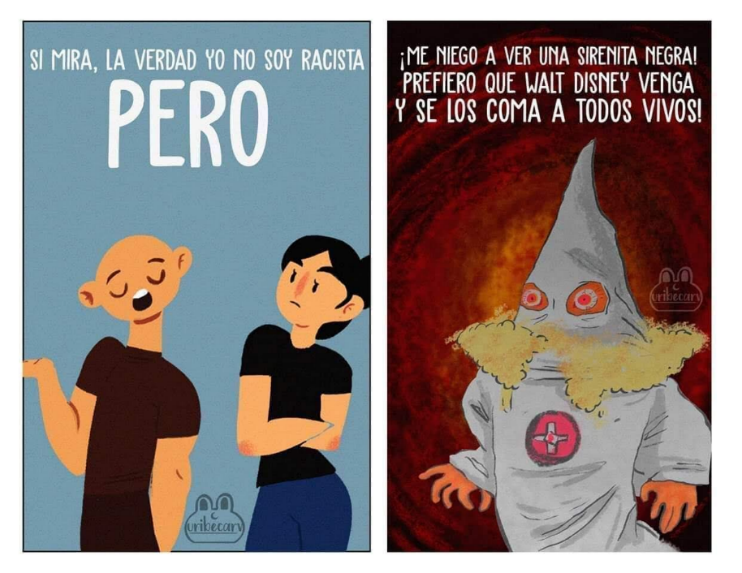 SI MIRA, LA VERDAD YO NO SOY RACISTA
PERO
uribecarv
¡ME NIEGO A VER UNA SIRENITA NEGRA!
PREFIERO QUE WALT DISNEY VENGA
Y SE LOS COMA A TODOS VIVOS!
uribecarv